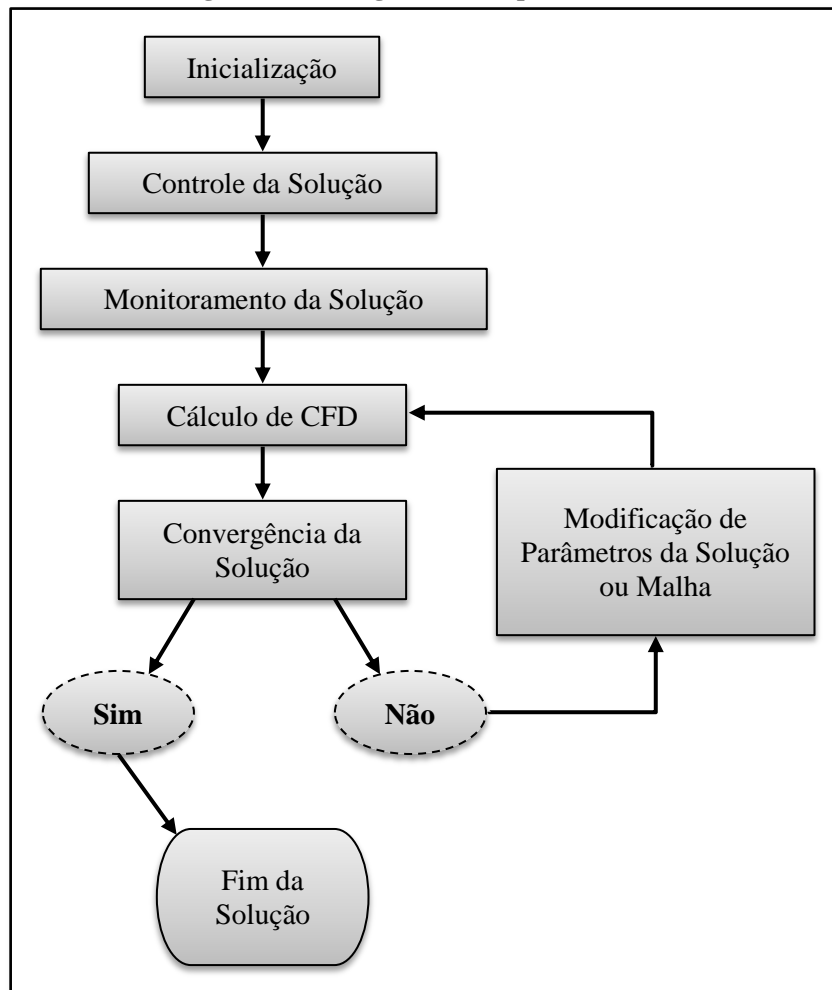 Inicialização
Controle da Solução
Monitoramento da Solução
Cálculo de CFD
Convergência da
Solução
Modificação de
Parâmetros da Solução
ou Malha
Sim
Não
Fim da
Solução